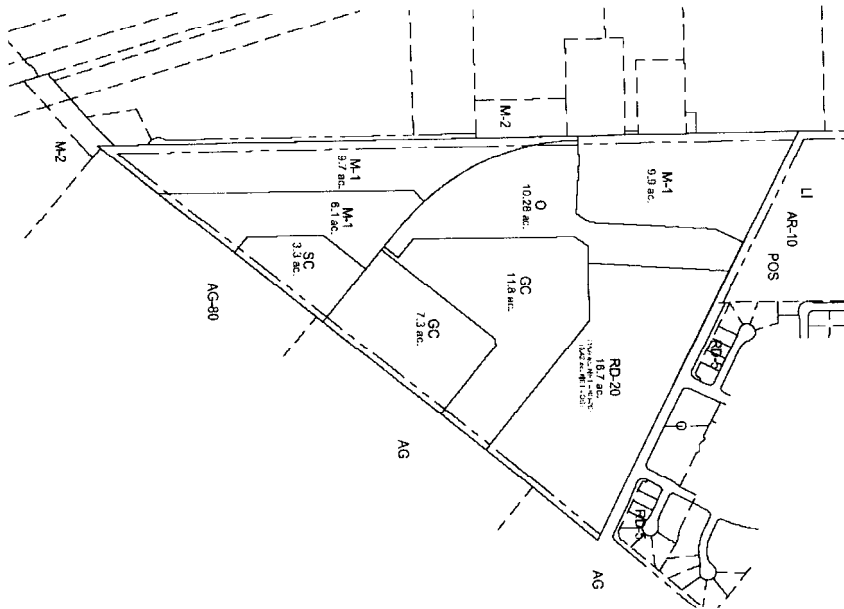 M-2
M-2
M-1
9.7 ac.
M-1
6.1 ac.
SC
3.3 ac.
O
10.28 ac.
M-1
9.9 ac.
GC
11.8 ac.
GC
7.3 ac.
RD-20
16.7 ac.
LI
AR-10
POS
RD-5
O
RD-5
AG-80
AG
AG